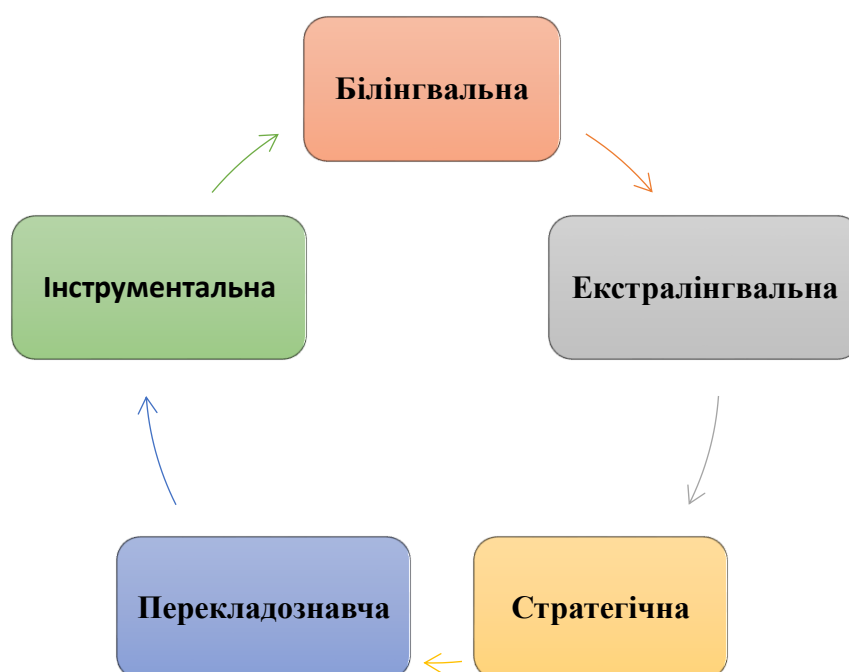 Білінгвальна
Інструментальна
Екстралінгвальна
Перекладознавча
Стратегічна